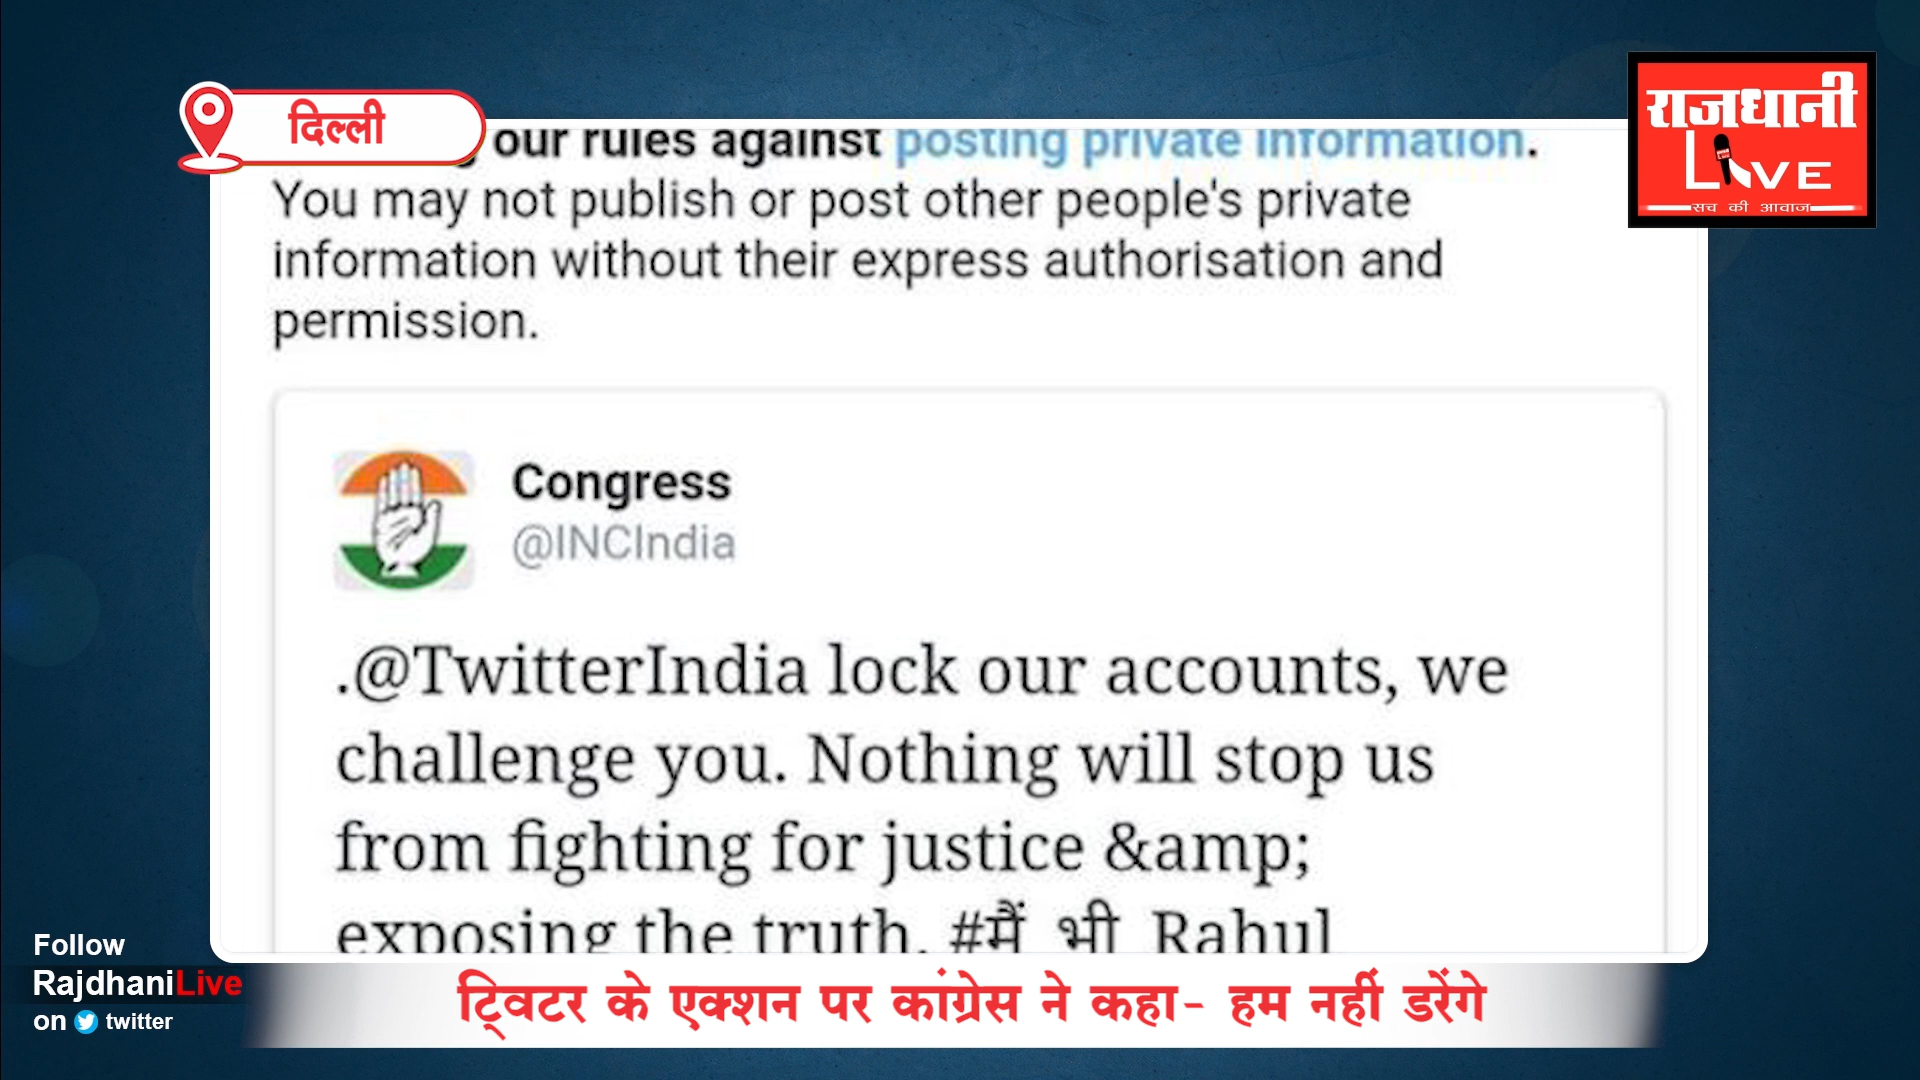 दिल्ली
राजधानी
LIVE
सच की आवाज
our rules against posting private information.
You may not publish or post other people's private
information without their express authorisation and
permission.
Congress
@INCIndia
.@TwitterIndia lock our accounts, we
challenge you. Nothing will stop us
from fighting for justice &amp;
exposing the truth. #मैं_भी_Rahul
Follow
RajdhaniLive
on twitter
ट्विटर के एक्शन पर कांग्रेस ने कहा- हम नहीं डरेंगे